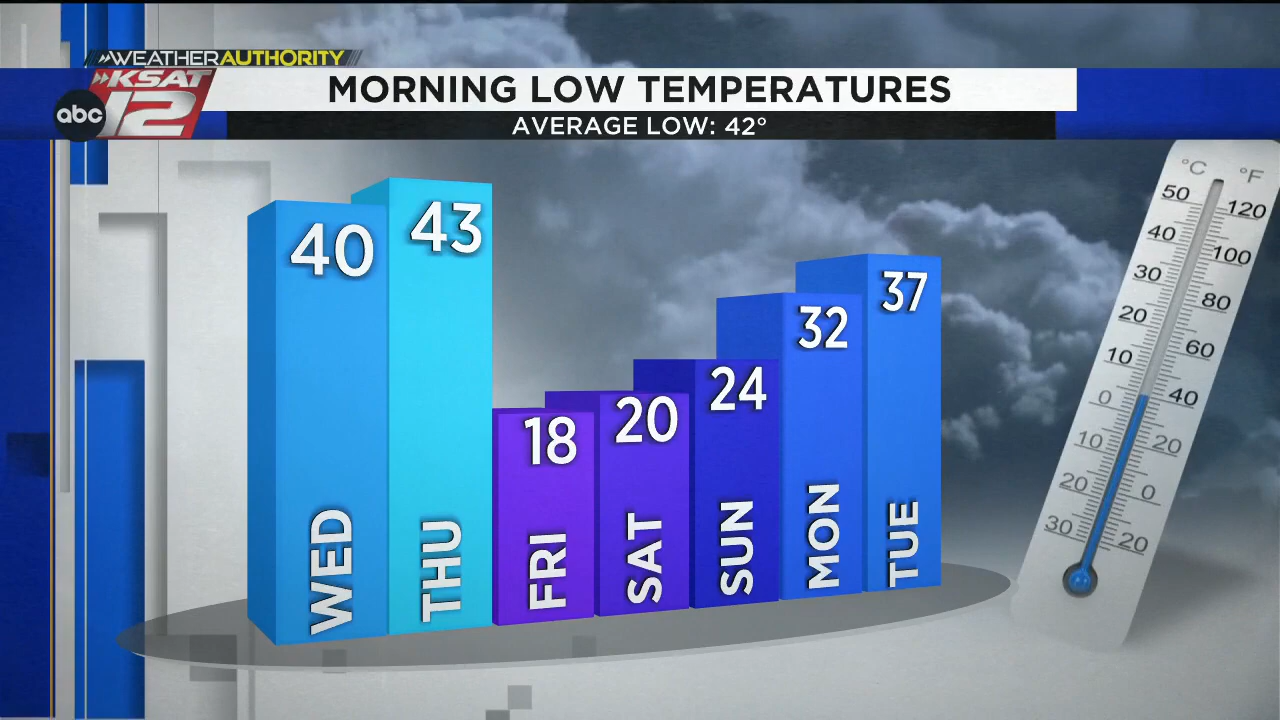 WEATHERAUTHORITY
KSAT
abc 12
MORNING LOW TEMPERATURES
AVERAGE LOW: 42°
40
43
18
20
24
32
37
WED
THU
FRI
SAT
SUN
MON
TUE
°C °F
50 120
40 100
30 80
20 60
10 40
0 20
10 0
20 20
30